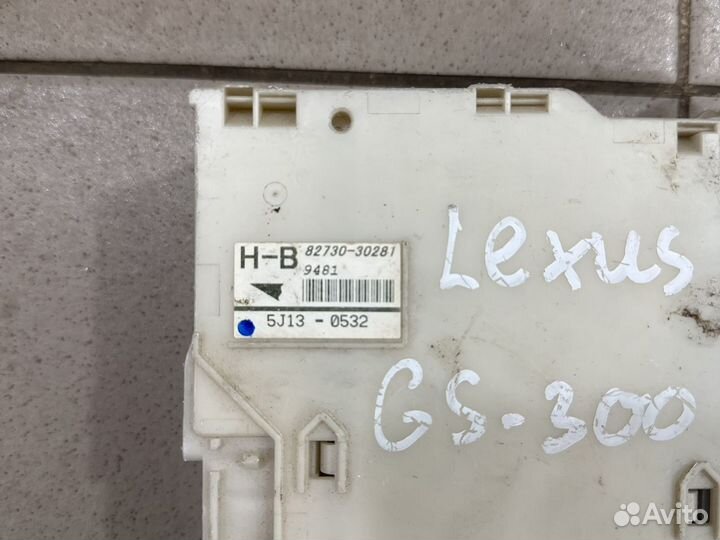 H-B 82730-30281
9481
5J13 - 0532
Lexus
GS-300
Avito